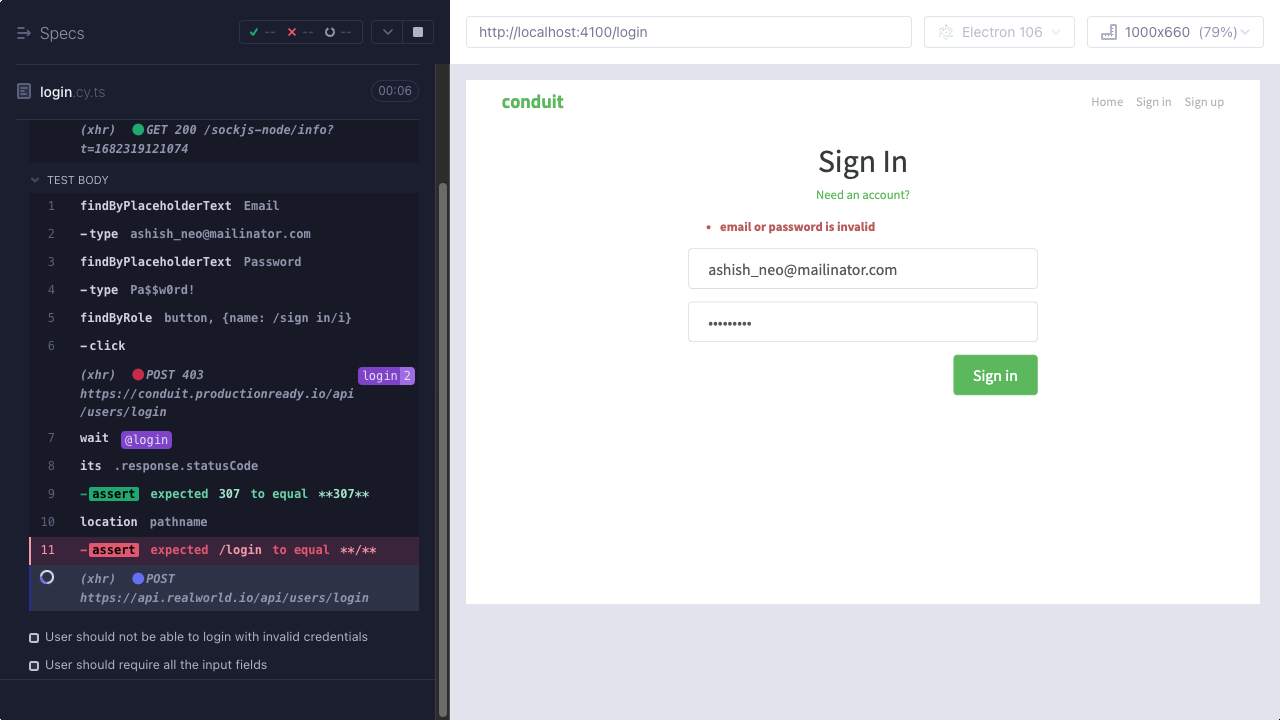 Specs
-- -- --
http://localhost:4100/login
Electron 106
1000x660 (79%)
login.cy.ts
00:06
(xhr) GET 200 /sockjs-node/info?
t=1682319121074
TEST BODY
1 findByPlaceholderText Email
2 -type ashish_neo@mailinator.com
3 findByPlaceholderText Password
4 -type Pa$$w0rd!
5 findByRole button, {name: /sign in/i}
6 -click
(xhr) POST 403 login 2
https://conduit.productionready.io/api
/users/login
7 wait @login
8 its .response.statusCode
9 -assert expected 307 to equal **307**
10 location pathname
11 -assert expected /login to equal **/**
(xhr) POST
https://api.realworld.io/api/users/login
User should not be able to login with invalid credentials
User should require all the input fields
conduit
Home Sign in Sign up
Sign In
Need an account?
• email or password is invalid
ashish_neo@mailinator.com
•••••••••
Sign in